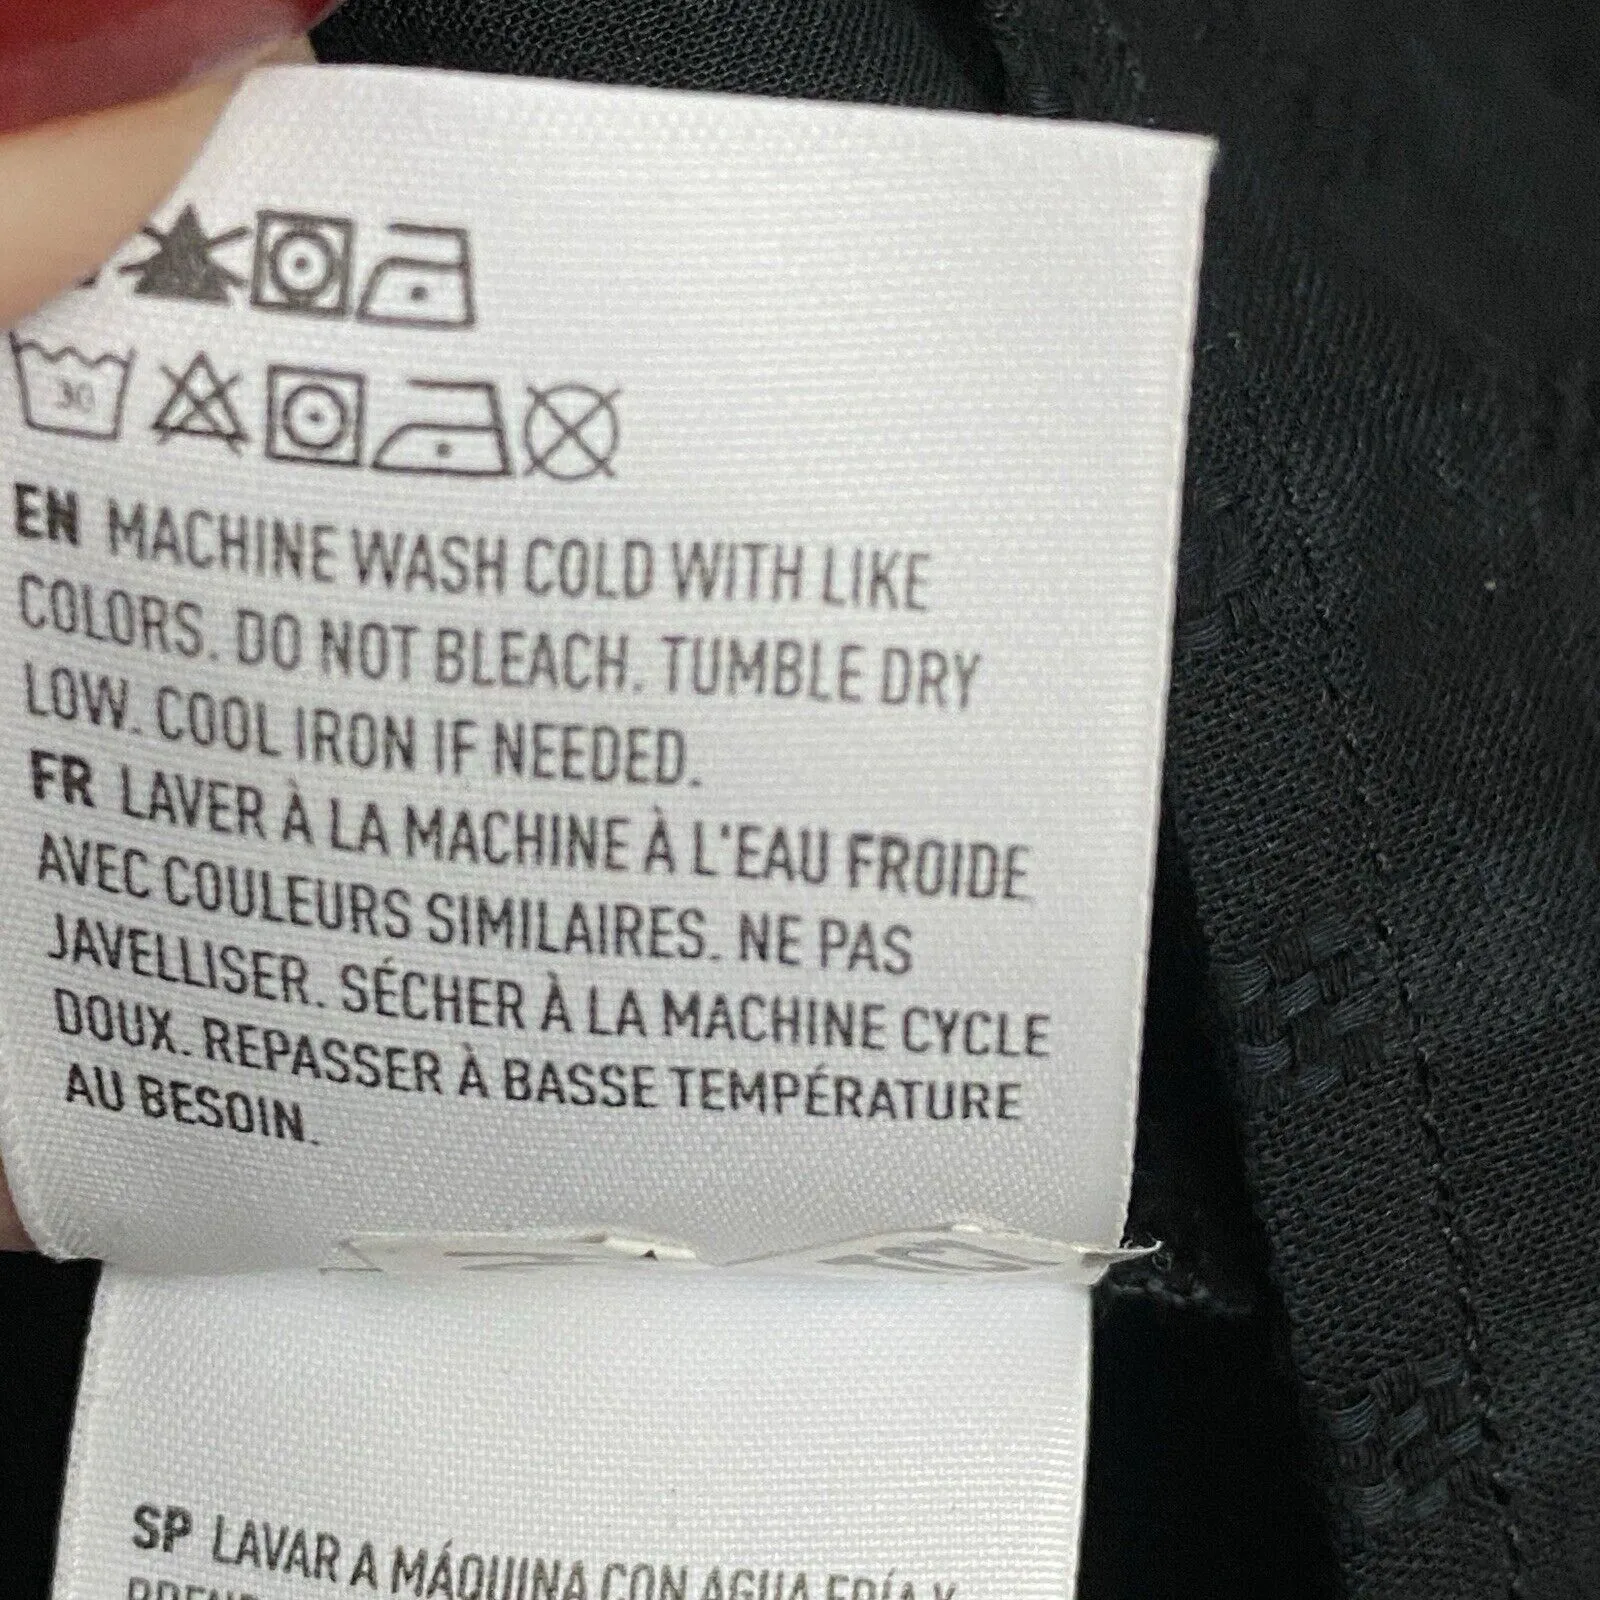 30
EN MACHINE WASH COLD WITH LIKE
COLORS. DO NOT BLEACH. TUMBLE DRY
LOW. COOL IRON IF NEEDED.
FR LAVER À LA MACHINE À L'EAU FROIDE
AVEC COULEURS SIMILAIRES. NE PAS
JAVELLISER. SÉCHER À LA MACHINE CYCLE
DOUX. REPASSER À BASSE TEMPÉRATURE
AU BESOIN.
SP LAVAR A MÁQUINA CON AGUA FRÍA Y